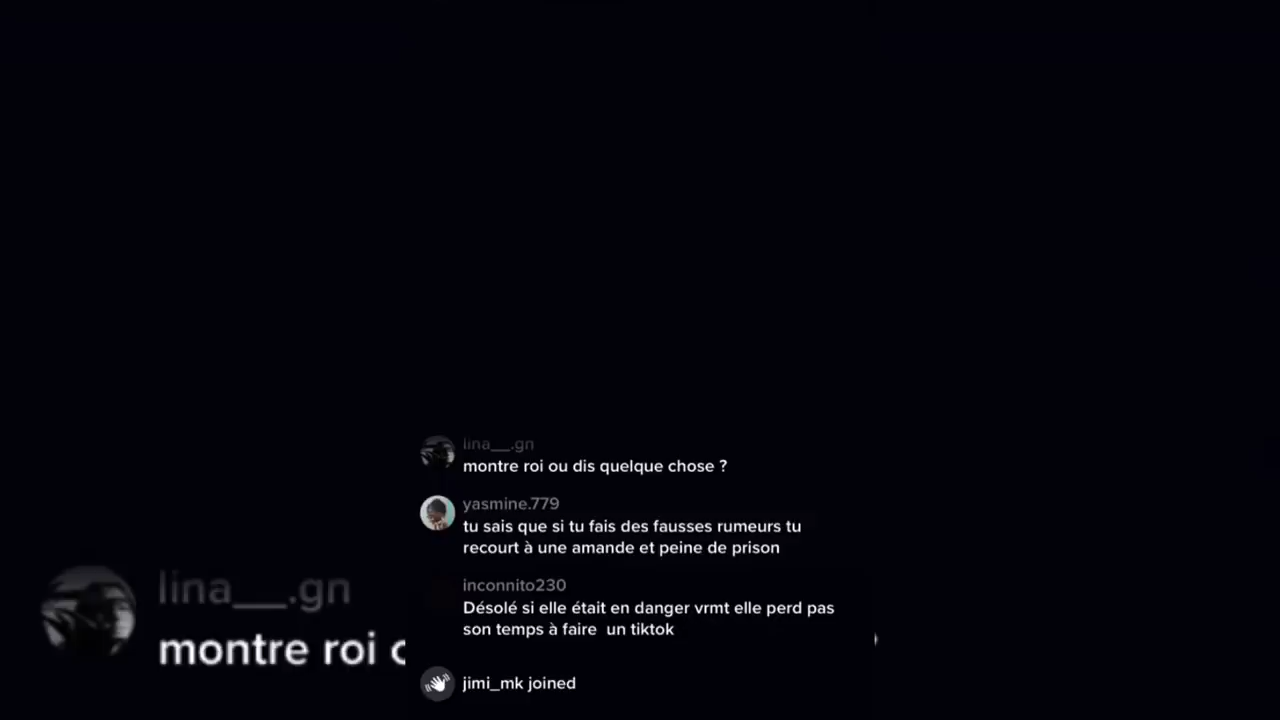 lina__.gn
montre roi ou dis quelque chose ?
yasmine.779
tu sais que si tu fais des fausses rumeurs tu
recourt à une amande et peine de prison
inconnito230
Désolé si elle était en danger vrmt elle perd pas
son temps à faire  un tiktok
jimi_mk joined
lina__.gn
montre roi